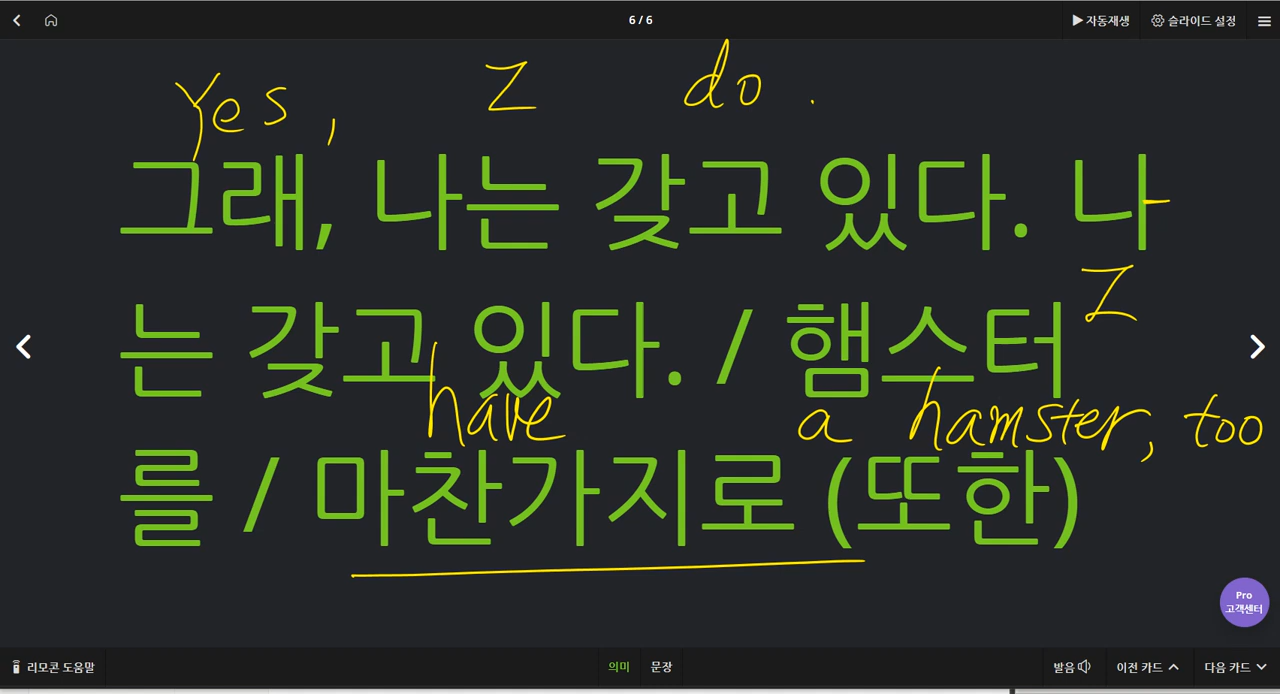 6 / 6
▶ 자동재생
슬라이드 설정
Yes, I do.
그래, 나는 갖고 있다. 나
I
는 갖고 있다. / 햄스터
have a hamster, too
를 / 마찬가지로 (또한)
Pro
고객센터
리모콘 도움말
의미
문장
발음
이전 카드
다음 카드